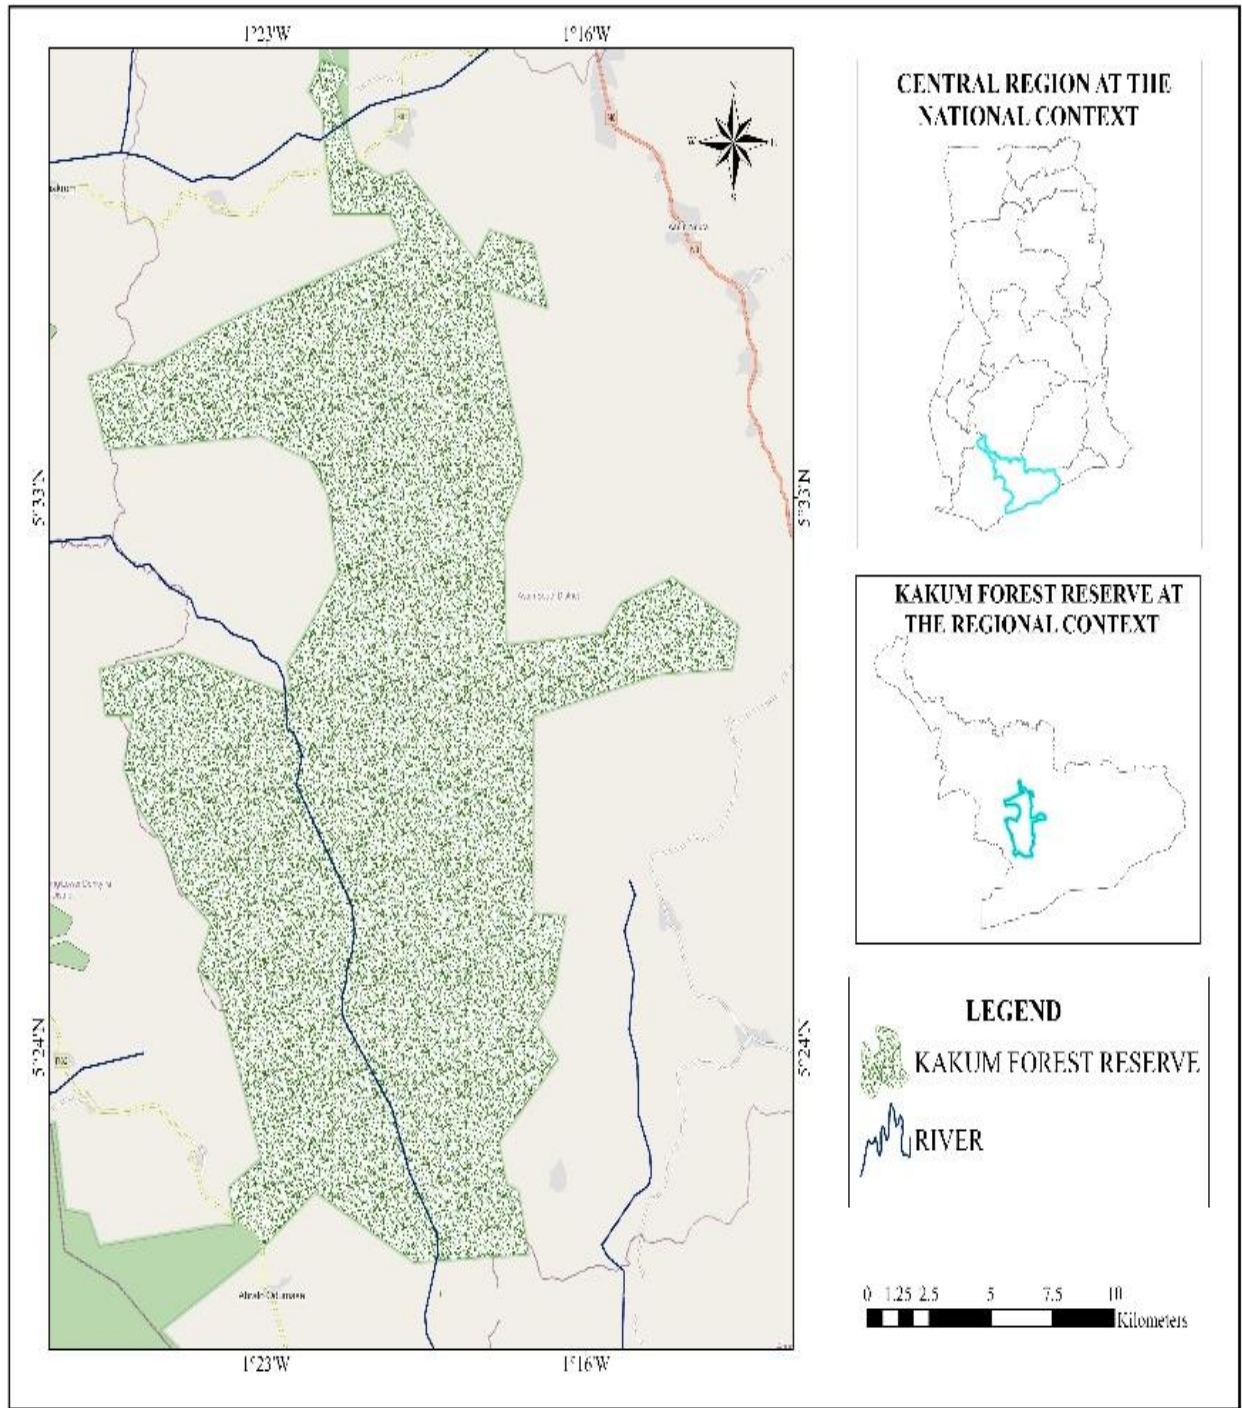 1°23'W
1°16'W
CENTRAL REGION AT THE
NATIONAL CONTEXT
N
W
E
S
N8
N8
5°33'N
5°33'N
KAKUM FOREST RESERVE AT
THE REGIONAL CONTEXT
5°24'N
5°24'N
LEGEND
KAKUM FOREST RESERVE
RIVER
0 1.25 2.5 5 7.5 10
Kilometers
1°23'W
1°16'W